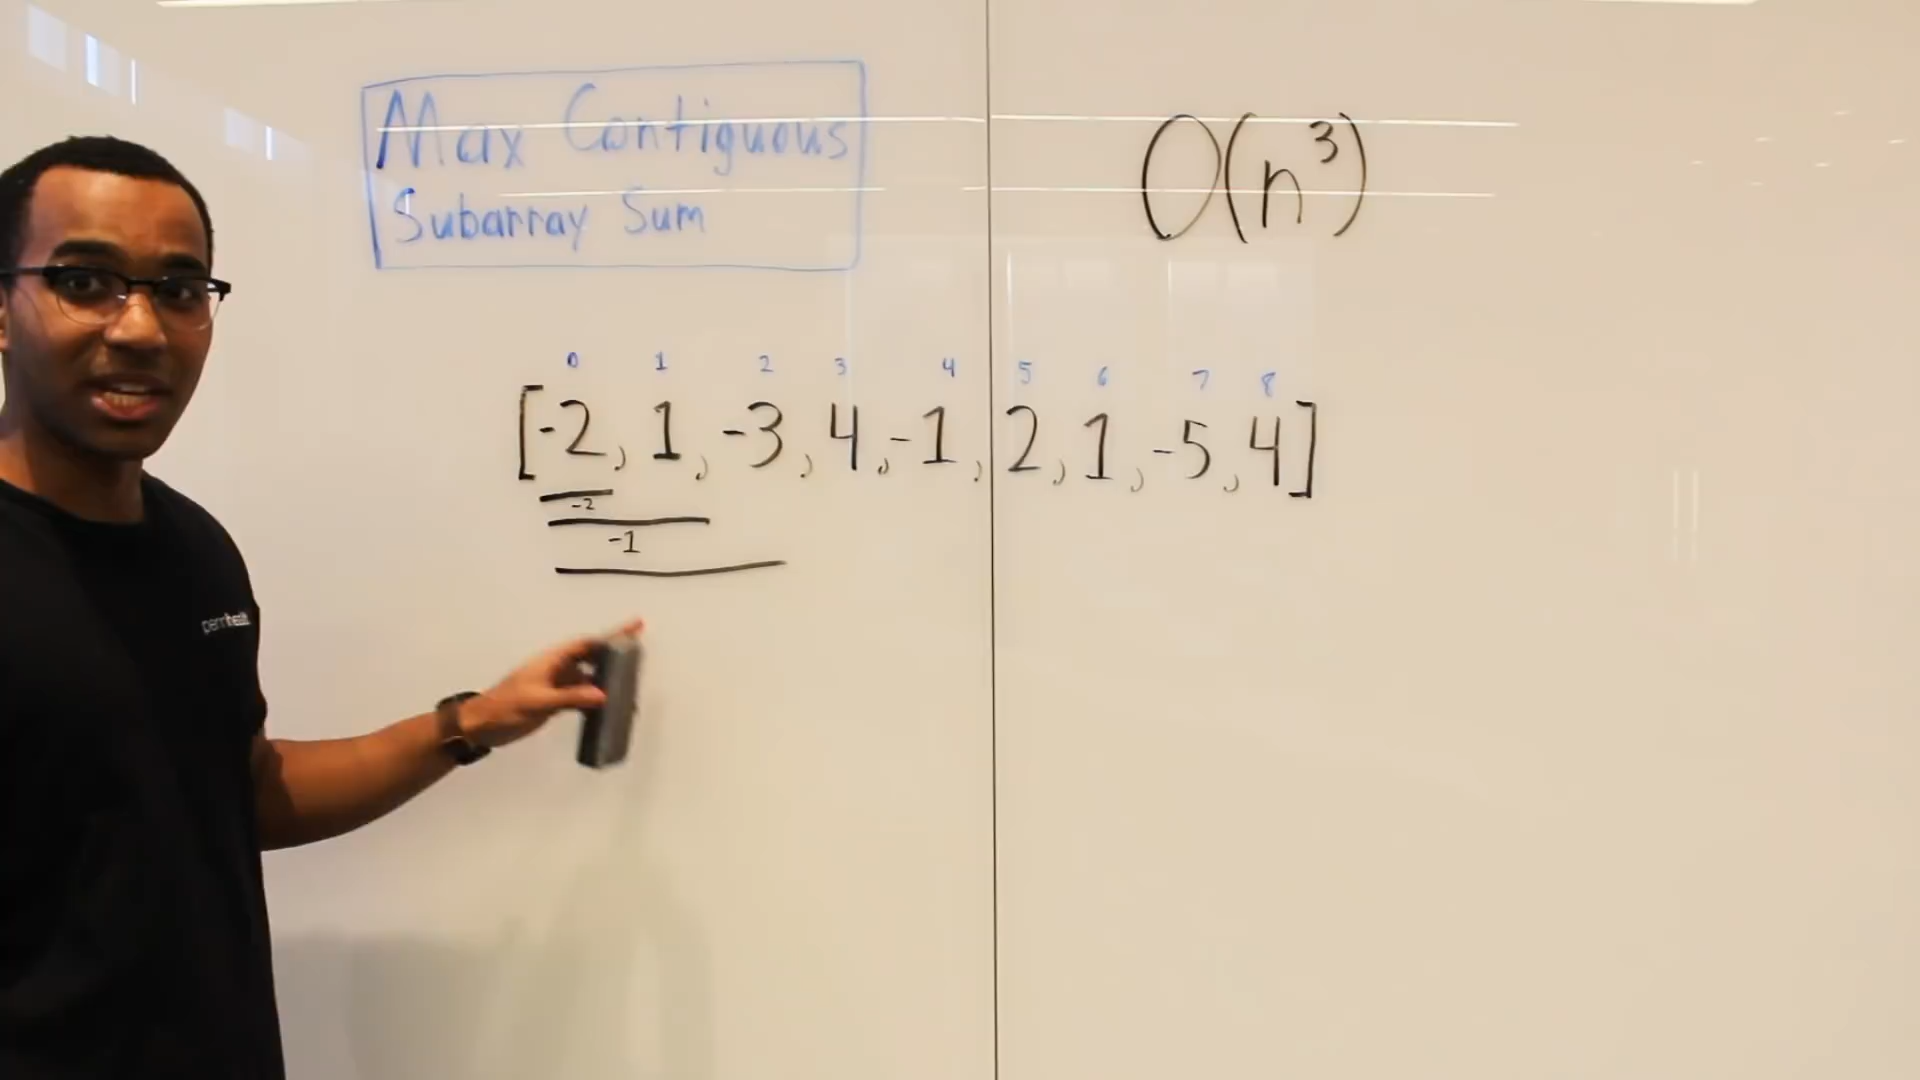 Max Contiguous
Subarray Sum
O(n³)
0 1 2 3 4 5 6 7 8
[-2, 1, -3, 4, -1, 2, 1, -5, 4]
-2
-1